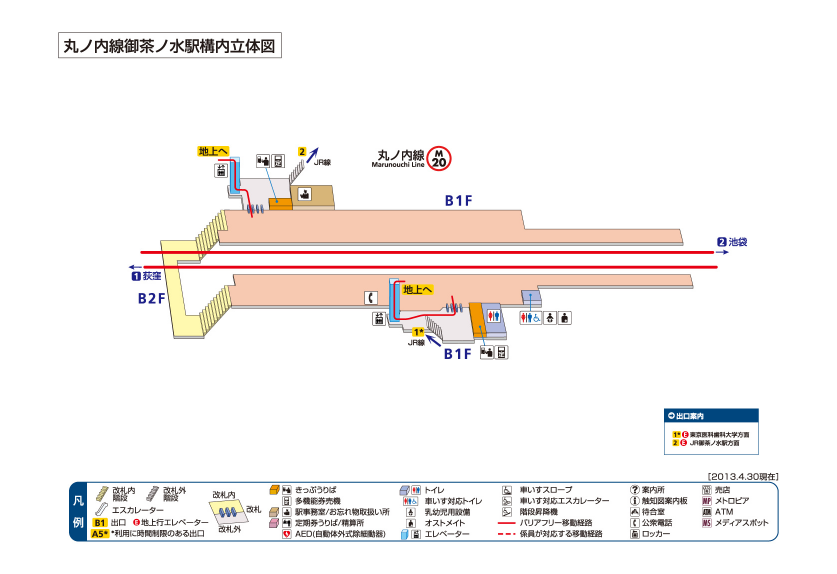 丸ノ内線御茶ノ水駅構内立体図
地上へ
2
JR線
丸ノ内線
Marunouchi Line
M
20
B1F
2 池袋
1 荻窪
B2F
地上へ
1*
JR線
B1F
出口案内
1* E 東京医科歯科大学方面
2 E JR御茶ノ水駅方面
[2013.4.30現在]
凡例
改札内階段
改札外階段
エスカレーター
B1 出口 E 地上行エレベーター
A5* *利用に時間制限のある出口
改札内
改札
改札外
きっぷうりば
多機能券売機
駅事務室/お忘れ物取扱い所
定期券うりば/精算所
AED(自動体外式除細動器)
トイレ
車いす対応トイレ
乳幼児用設備
オストメイト
エレベーター
車いすスロープ
車いす対応エスカレーター
階段昇降機
バリアフリー移動経路
係員が対応する移動経路
案内所
触知図案内板
待合室
公衆電話
ロッカー
売店
MP メトロピア
ATM ATM
MS メディアスポット